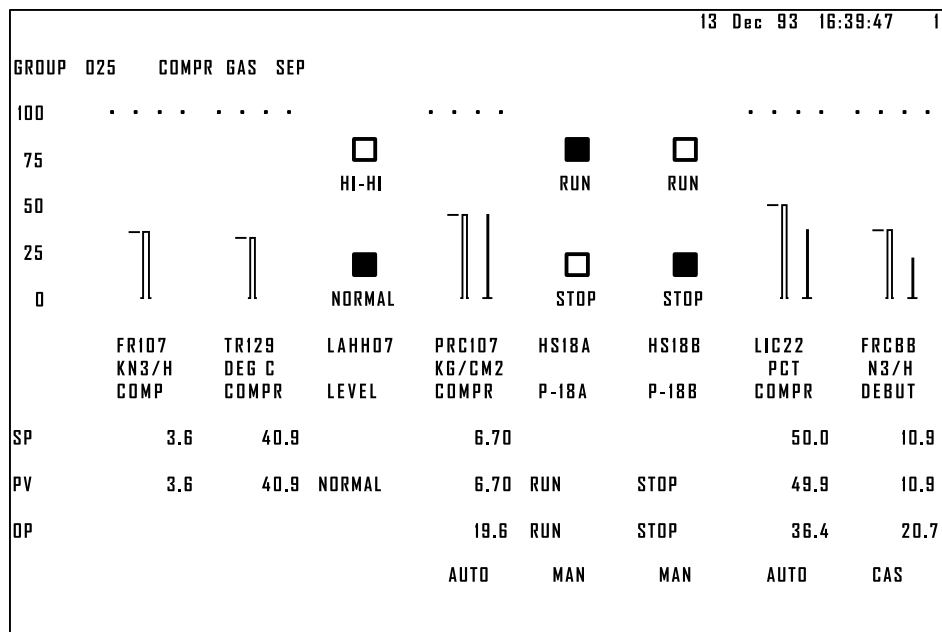 13 Dec 93 16:39:47 1
GROUP 025 COMPR GAS SEP
100
75
HI-HI RUN RUN
50
25
0 NORMAL STOP STOP
FR107 TR129 LAHH07 PRC107 HS18A HS18B LIC22 FRCBB
KN3/H DEG C KG/CM2 PCT N3/H
COMP COMPR LEVEL COMPR P-18A P-18B COMPR DEBUT
SP 3.6 40.9 6.70 50.0 10.9
PV 3.6 40.9 NORMAL 6.70 RUN STOP 49.9 10.9
OP 19.6 RUN STOP 36.4 20.7
AUTO MAN MAN AUTO CAS